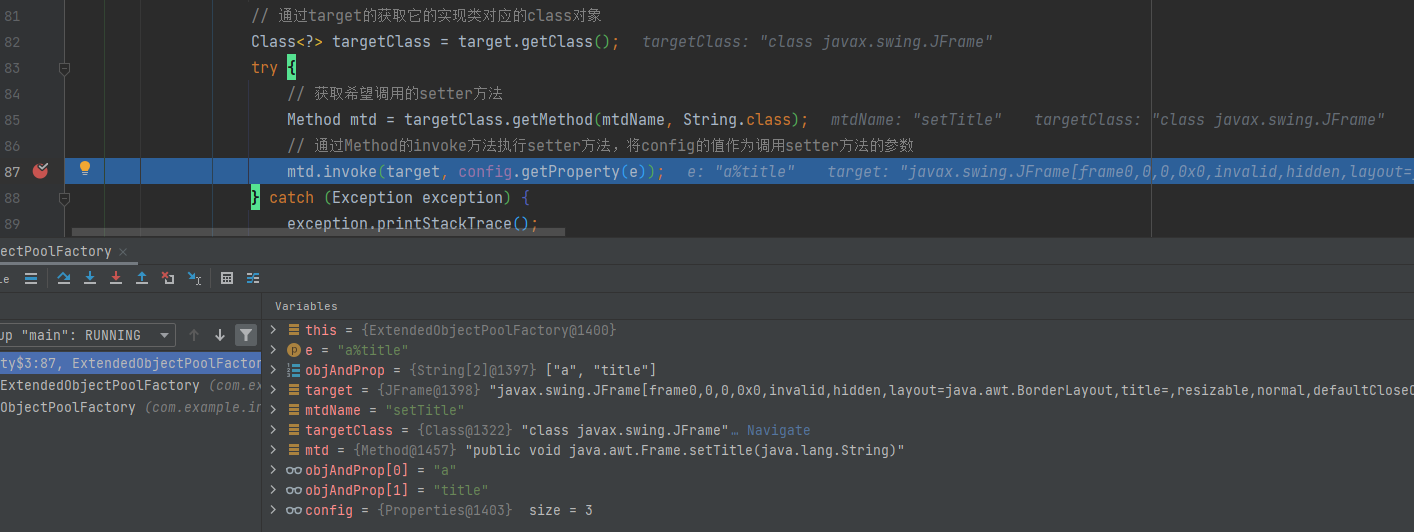 81 // 通过target的获取它的实现类对应的class对象
82 Class<?> targetClass = target.getClass(); targetClass: "class javax.swing.JFrame"
83 try {
84 // 获取希望调用的setter方法
85 Method mtd = targetClass.getMethod(mtdName, String.class); mtdName: "setTitle" targetClass: "class javax.swing.JFrame"
86 // 通过Method的invoke方法执行setter方法，将config的值作为调用setter方法的参数
87 mtd.invoke(target, config.getProperty(e)); e: "a%title" target: "javax.swing.JFrame[frame0,0,0,0x0,invalid,hidden,layout=
88 } catch (Exception exception) {
89 exception.printStackTrace();
ectPoolFactory ×
le
Variables
up "main": RUNNING
ty$3:87, ExtendedObjectPoolFactor
ExtendedObjectPoolFactory (com.ex
ObjectPoolFactory (com.example.in
this = {ExtendedObjectPoolFactory@1400}
e = "a%title"
objAndProp = {String[2]@1397} ["a", "title"]
target = {JFrame@1398} "javax.swing.JFrame[frame0,0,0,0x0,invalid,hidden,layout=java.awt.BorderLayout,title=,resizable,normal,defaultCloseO
mtdName = "setTitle"
targetClass = {Class@1322} "class javax.swing.JFrame"… Navigate
mtd = {Method@1457} "public void java.awt.Frame.setTitle(java.lang.String)"
objAndProp[0] = "a"
objAndProp[1] = "title"
config = {Properties@1403} size = 3